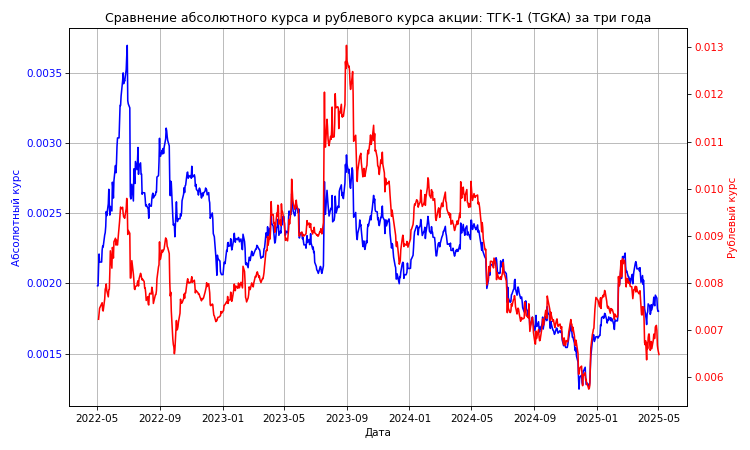 Сравнение абсолютного курса и рублевого курса акции: ТГК-1 (TGKA) за три года
Абсолютный курс
0.0035
0.0030
0.0025
0.0020
0.0015
0.013
0.012
0.011
0.010
0.009
0.008
0.007
0.006
Рублевый курс
2022-05 2022-09 2023-01 2023-05 2023-09 2024-01 2024-05 2024-09 2025-01 2025-05
Дата